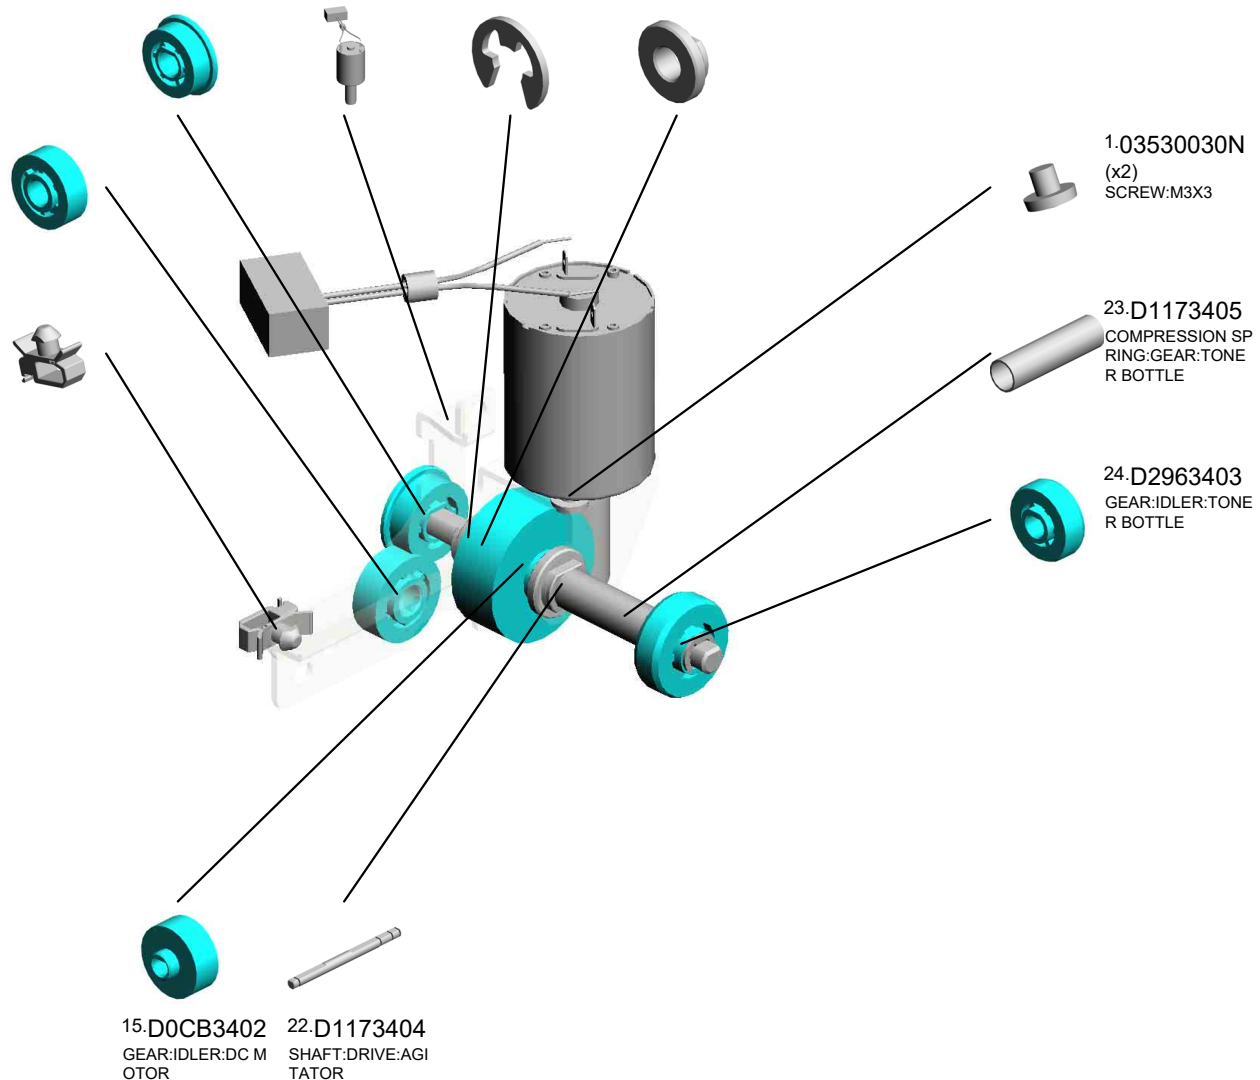 1.03530030N
(x2)
SCREW:M3X3
23.D1173405
COMPRESSION SP
RING:GEAR:TONE
R BOTTLE
24.D2963403
GEAR:IDLER:TONE
R BOTTLE
15.D0CB3402
GEAR:IDLER:DC M
OTOR
22.D1173404
SHAFT:DRIVE:AGI
TATOR